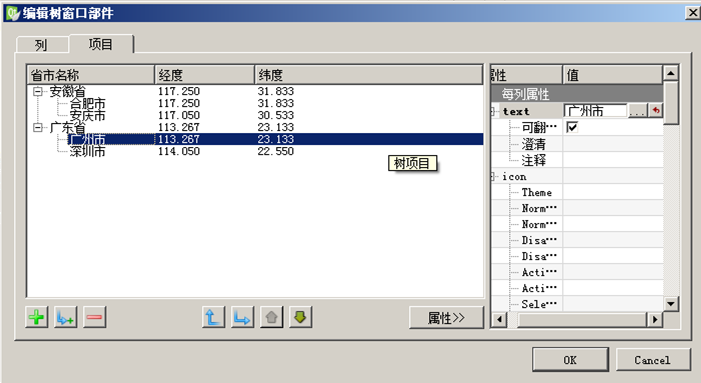 编辑树窗口部件
列 项目
省市名称 经度 纬度
安徽省 117.250 31.833
合肥市 117.250 31.833
安庆市 117.050 30.533
广东省 113.267 23.133
广州市 113.267 23.133
深圳市 114.050 22.550
树项目
属性>>
属性 值
每列属性
text 广州市 ...
可翻…
澄清
注释
icon
Theme
Norm…
Norm…
Disa…
Disa…
Acti…
Acti…
Sele…
OK Cancel